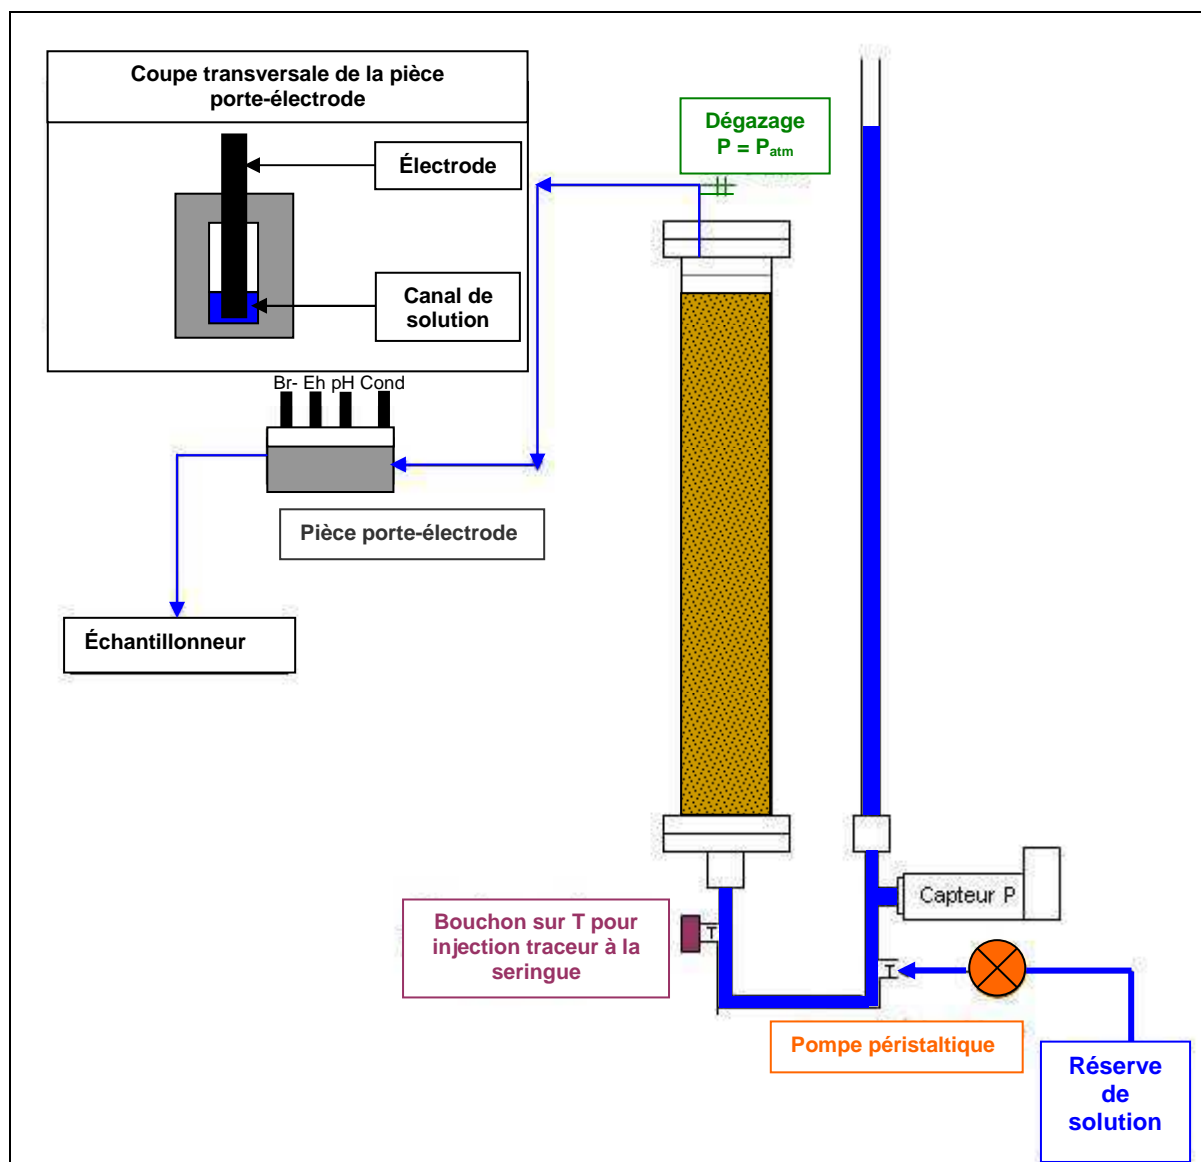 Coupe transversale de la pièce
porte-électrode
Électrode
Canal de
solution
Dégazage
P = Patm
Br- Eh pH Cond
Pièce porte-électrode
Échantillonneur
Capteur P
Bouchon sur T pour
injection traceur à la
seringue
T
T
Pompe péristaltique
Réserve
de
solution